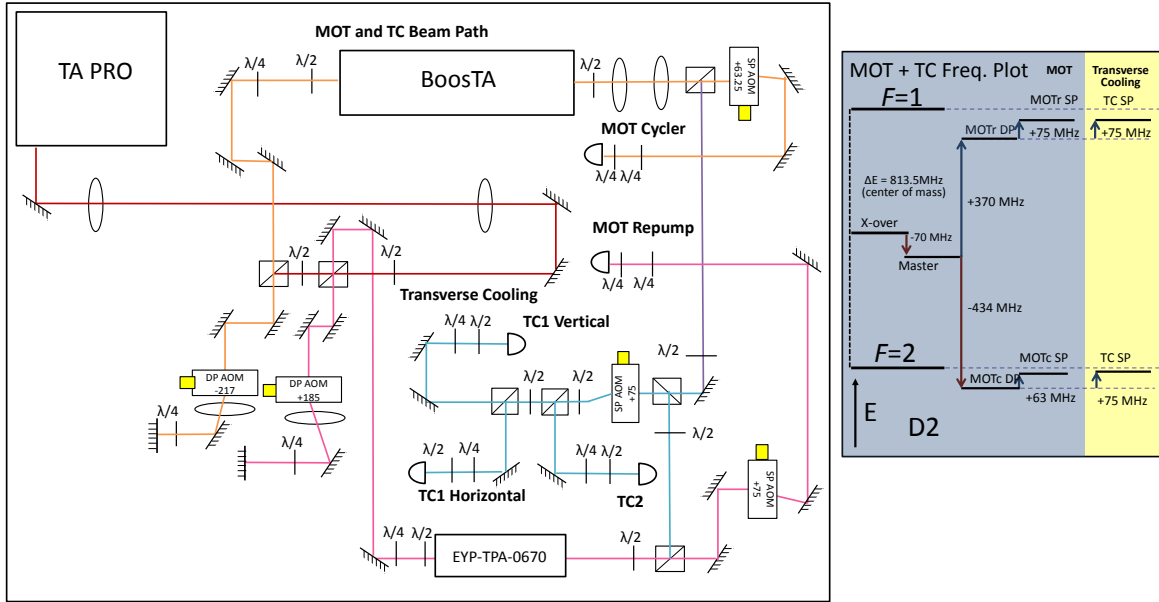 MOT and TC Beam Path
TA PRO
λ/4
λ/2
BoosTA
λ/2
SP AOM
+63.25
MOT Cycler
λ/4 λ/4
MOT Repump
λ/4 λ/4
λ/2
λ/2
Transverse Cooling
TC1 Vertical
λ/4 λ/2
DP AOM
-217
DP AOM
+185
λ/4
λ/4
λ/2
λ/2
SP AOM
+75
λ/2
λ/2
λ/2 λ/4
TC1 Horizontal
λ/4 λ/2
TC2
SP AOM
+75
λ/4
λ/2
EYP-TPA-0670
λ/2
MOT + TC Freq. Plot
MOT
Transverse
Cooling
F=1
MOTr SP
TC SP
+75 MHz
+75 MHz
MOTr DP
ΔE = 813.5MHz
(center of mass)
+370 MHz
X-over
-70 MHz
Master
-434 MHz
F=2
MOTc SP
TC SP
MOTc DP
+63 MHz
+75 MHz
E
D2